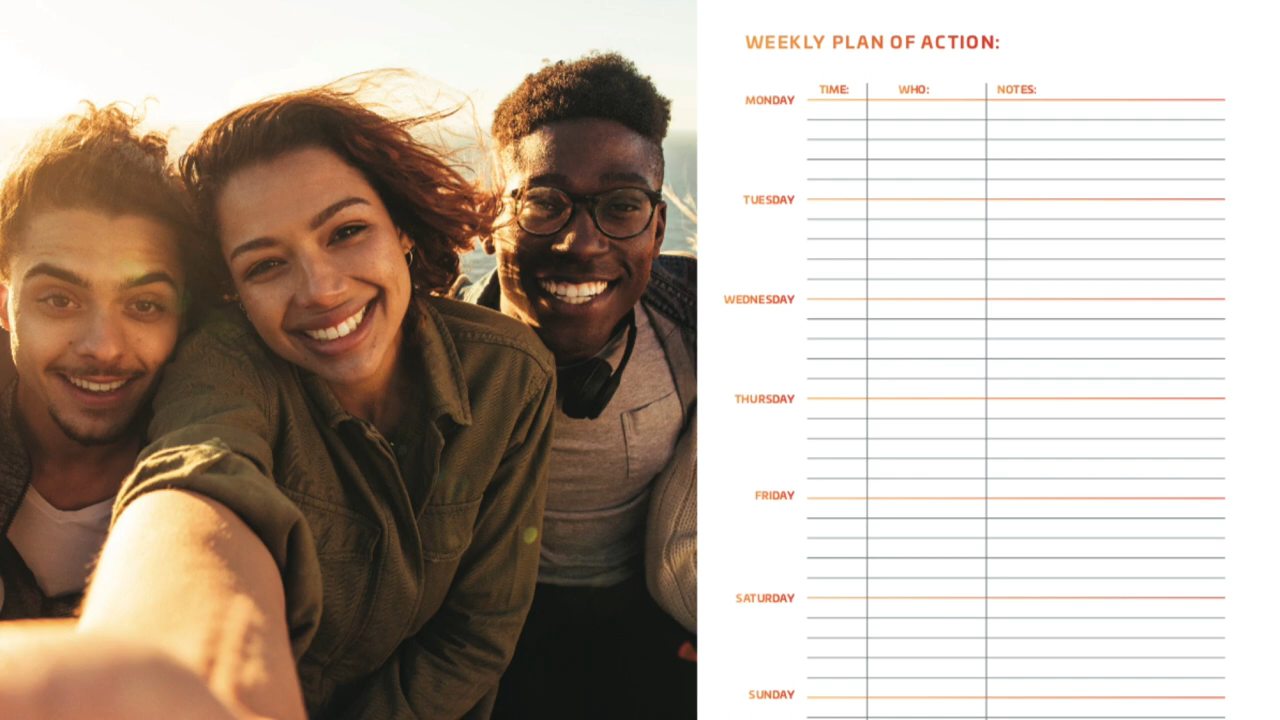 WEEKLY PLAN OF ACTION:
TIME: WHO: NOTES:
MONDAY
TUESDAY
WEDNESDAY
THURSDAY
FRIDAY
SATURDAY
SUNDAY